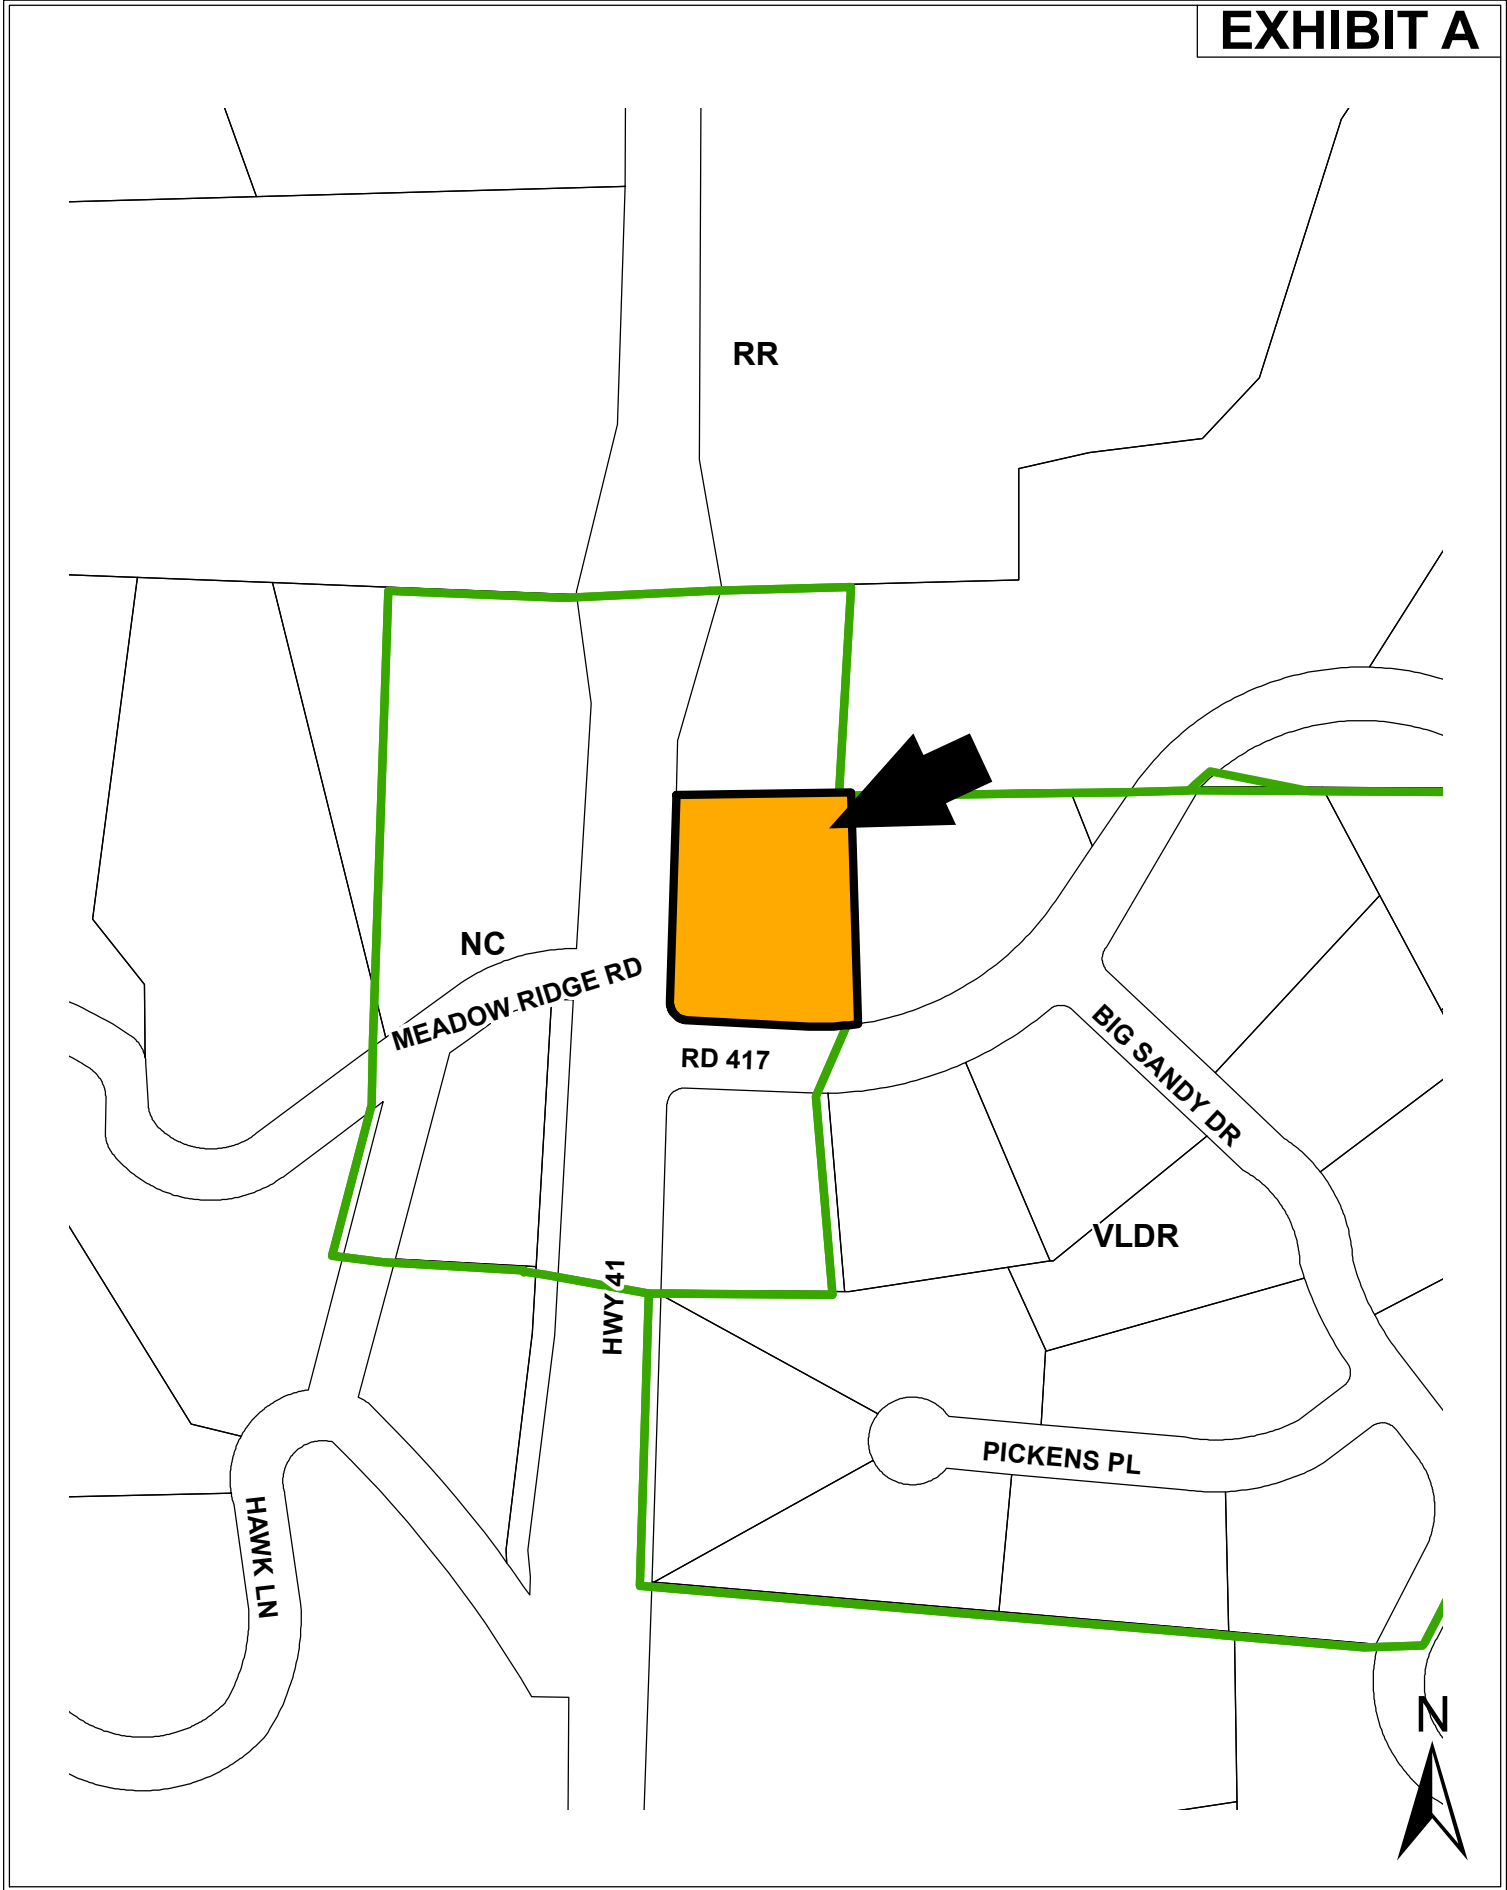 EXHIBIT A
RR
NC
MEADOW RIDGE RD
RD 417
BIG SANDY DR
VLDR
HWY 41
PICKENS PL
HAWK LN
N